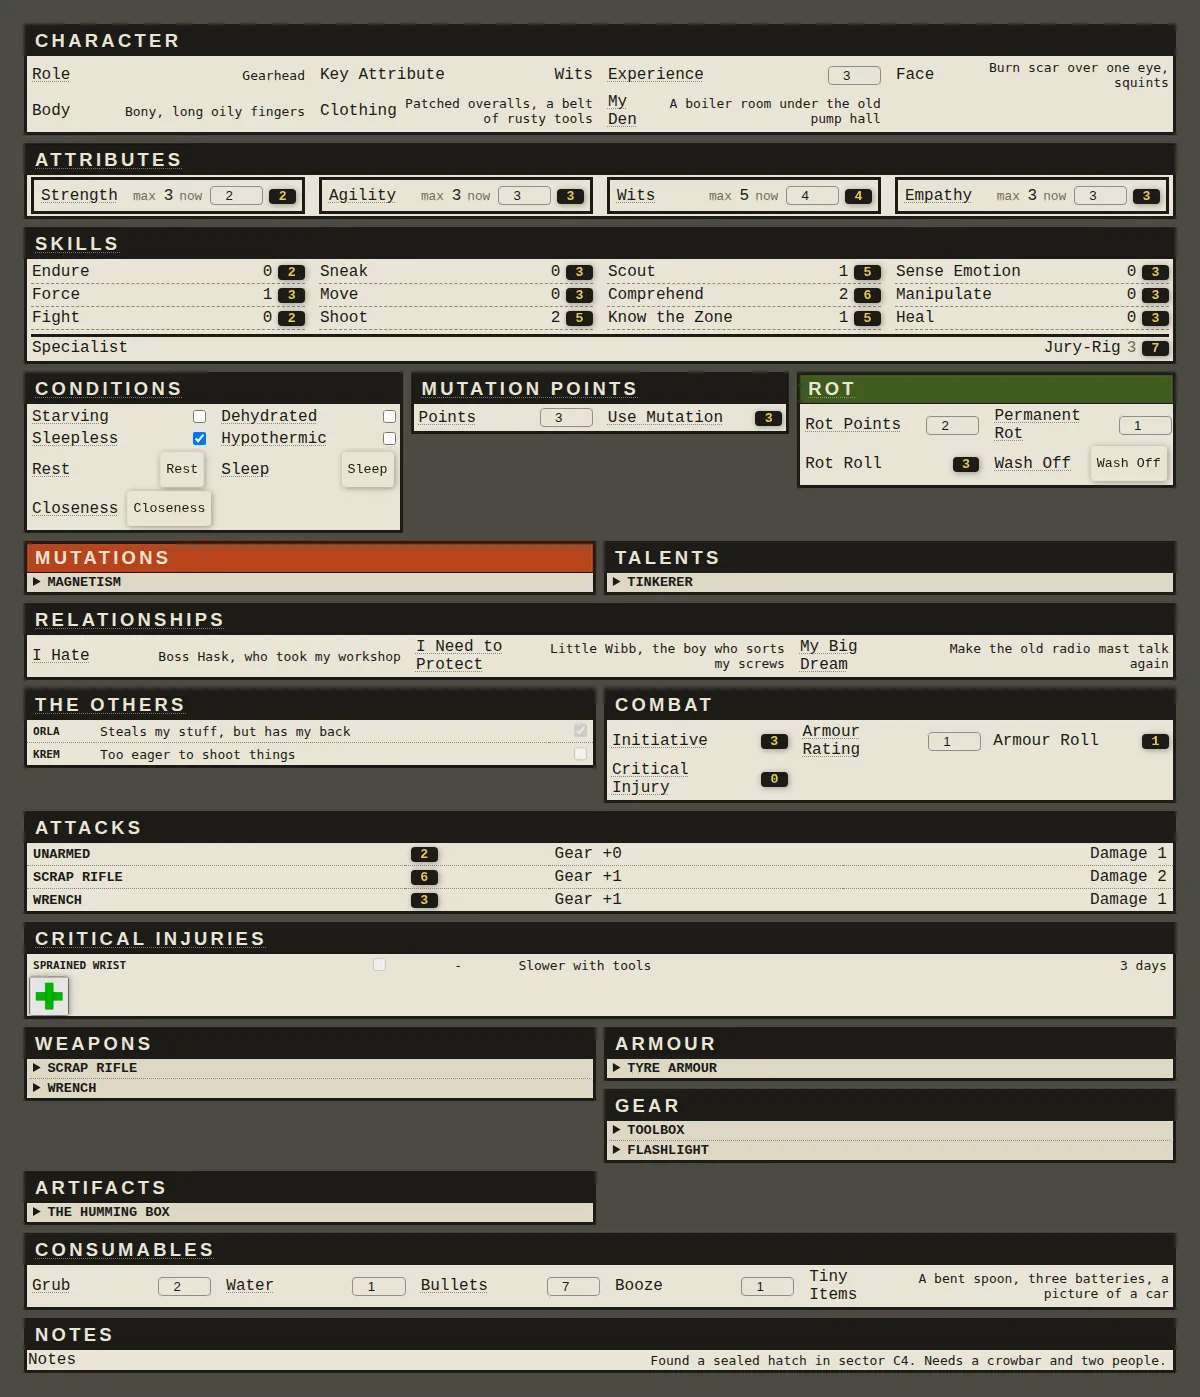 CHARACTER
Role Gearhead Key Attribute Wits Experience 3 Face Burn scar over one eye, squints
Body Bony, long oily fingers Clothing Patched overalls, a belt of rusty tools My Den A boiler room under the old pump hall
ATTRIBUTES
Strength max 3 now 2 2 Agility max 3 now 3 3 Wits max 5 now 4 4 Empathy max 3 now 3 3
SKILLS
Endure 0 2 Sneak 0 3 Scout 1 5 Sense Emotion 0 3
Force 1 3 Move 0 3 Comprehend 2 6 Manipulate 0 3
Fight 0 2 Shoot 2 5 Know the Zone 1 5 Heal 0 3
Specialist Jury-Rig 3 7
CONDITIONS
Starving Dehydrated
Sleepless Hypothermic
Rest Rest Sleep Sleep
Closeness Closeness
MUTATION POINTS
Points 3 Use Mutation 3
ROT
Rot Points 2 Permanent Rot 1
Rot Roll 3 Wash Off Wash Off
MUTATIONS
MAGNETISM
TALENTS
TINKERER
RELATIONSHIPS
I Hate Boss Hask, who took my workshop I Need to Protect Little Wibb, the boy who sorts my screws My Big Dream Make the old radio mast talk again
THE OTHERS
ORLA Steals my stuff, but has my back
KREM Too eager to shoot things
COMBAT
Initiative 3 Armour Rating 1 Armour Roll 1
Critical Injury 0
ATTACKS
UNARMED 2 Gear +0 Damage 1
SCRAP RIFLE 6 Gear +1 Damage 2
WRENCH 3 Gear +1 Damage 1
CRITICAL INJURIES
SPRAINED WRIST - Slower with tools 3 days
WEAPONS
SCRAP RIFLE
WRENCH
ARMOUR
TYRE ARMOUR
GEAR
TOOLBOX
FLASHLIGHT
ARTIFACTS
THE HUMMING BOX
CONSUMABLES
Grub 2 Water 1 Bullets 7 Booze 1 Tiny Items A bent spoon, three batteries, a picture of a car
NOTES
Notes Found a sealed hatch in sector C4. Needs a crowbar and two people.